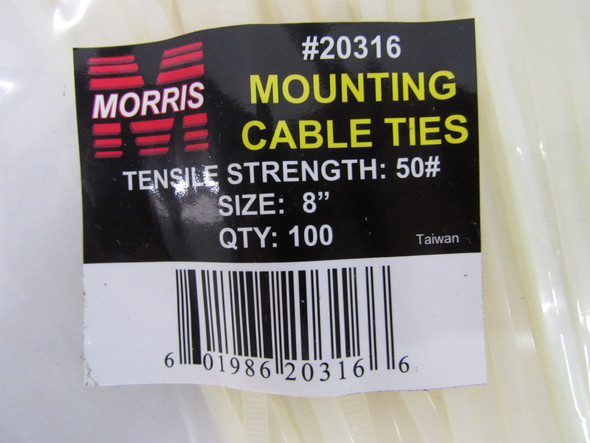 #20316
MORRIS
MOUNTING
CABLE TIES
TENSILE STRENGTH: 50#
SIZE: 8”
QTY: 100
Taiwan
6 01986 20316 6